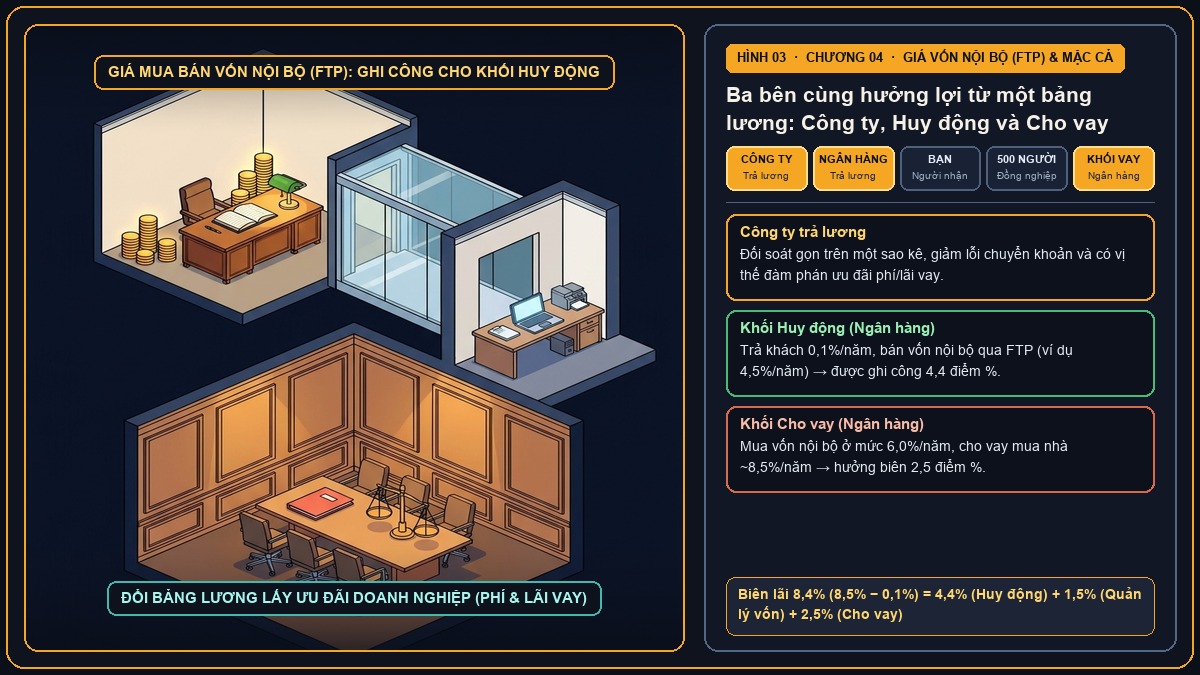 GIÁ MUA BÁN VỐN NỘI BỘ (FTP): GHI CÔNG CHO KHỐI HUY ĐỘNG
ĐỔI BẢNG LƯƠNG LẤY ƯU ĐÃI DOANH NGHIỆP (PHÍ & LÃI VAY)
HÌNH 03 · CHƯƠNG 04 · GIÁ VỐN NỘI BỘ (FTP) & MẶC CẢ
Ba bên cùng hưởng lợi từ một bảng
lương: Công ty, Huy động và Cho vay
CÔNG TY
Trả lương
NGÂN HÀNG
Trả lương
BẠN
Người nhận
500 NGƯỜI
Đồng nghiệp
KHỐI VAY
Ngân hàng
Công ty trả lương
Đối soát gọn trên một sao kê, giảm lỗi chuyển khoản và có vị
thế đàm phán ưu đãi phí/lãi vay.
Khối Huy động (Ngân hàng)
Trả khách 0,1%/năm, bán vốn nội bộ qua FTP (ví dụ
4,5%/năm) → được ghi công 4,4 điểm %.
Khối Cho vay (Ngân hàng)
Mua vốn nội bộ ở mức 6,0%/năm, cho vay mua nhà
~8,5%/năm → hưởng biên 2,5 điểm %.
Biên lãi 8,4% (8,5% − 0,1%) = 4,4% (Huy động) + 1,5% (Quản
lý vốn) + 2,5% (Cho vay)